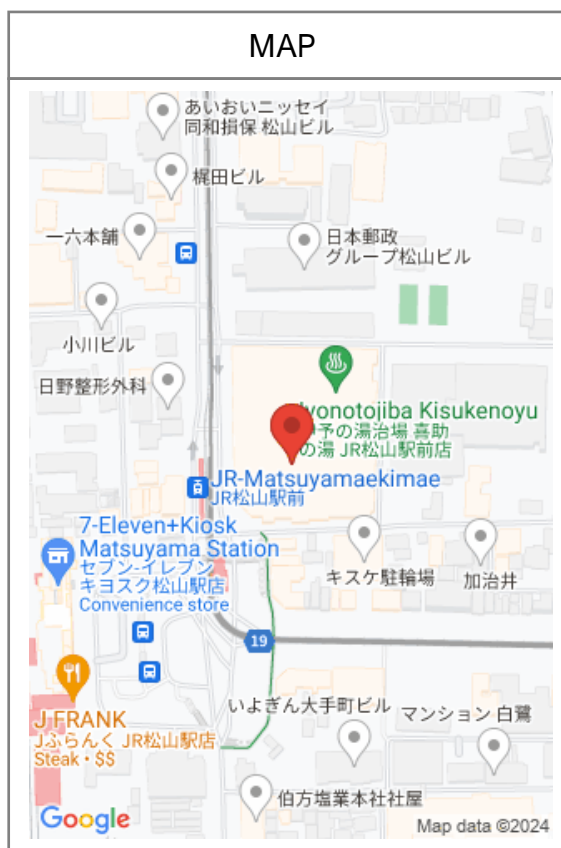 MAP
あいおいニッセイ
同和損保 松山ビル
梶田ビル
一六本舗
日本郵政
グループ松山ビル
小川ビル
日野整形外科
Iyonotojiba Kisukenoyu
予の湯治場 喜助
の湯 JR松山駅前店
JR-Matsuyamaekimae
JR松山駅前
7-Eleven+Kiosk
Matsuyama Station
セブン-イレブン
キヨスク松山駅店
Convenience store
キスケ駐輪場
加治井
19
いよぎん大手町ビル
マンション 白鷺
J FRANK
Jふらんく JR松山駅店
Steak・$$
伯方塩業本社社屋
Google
Map data ©2024